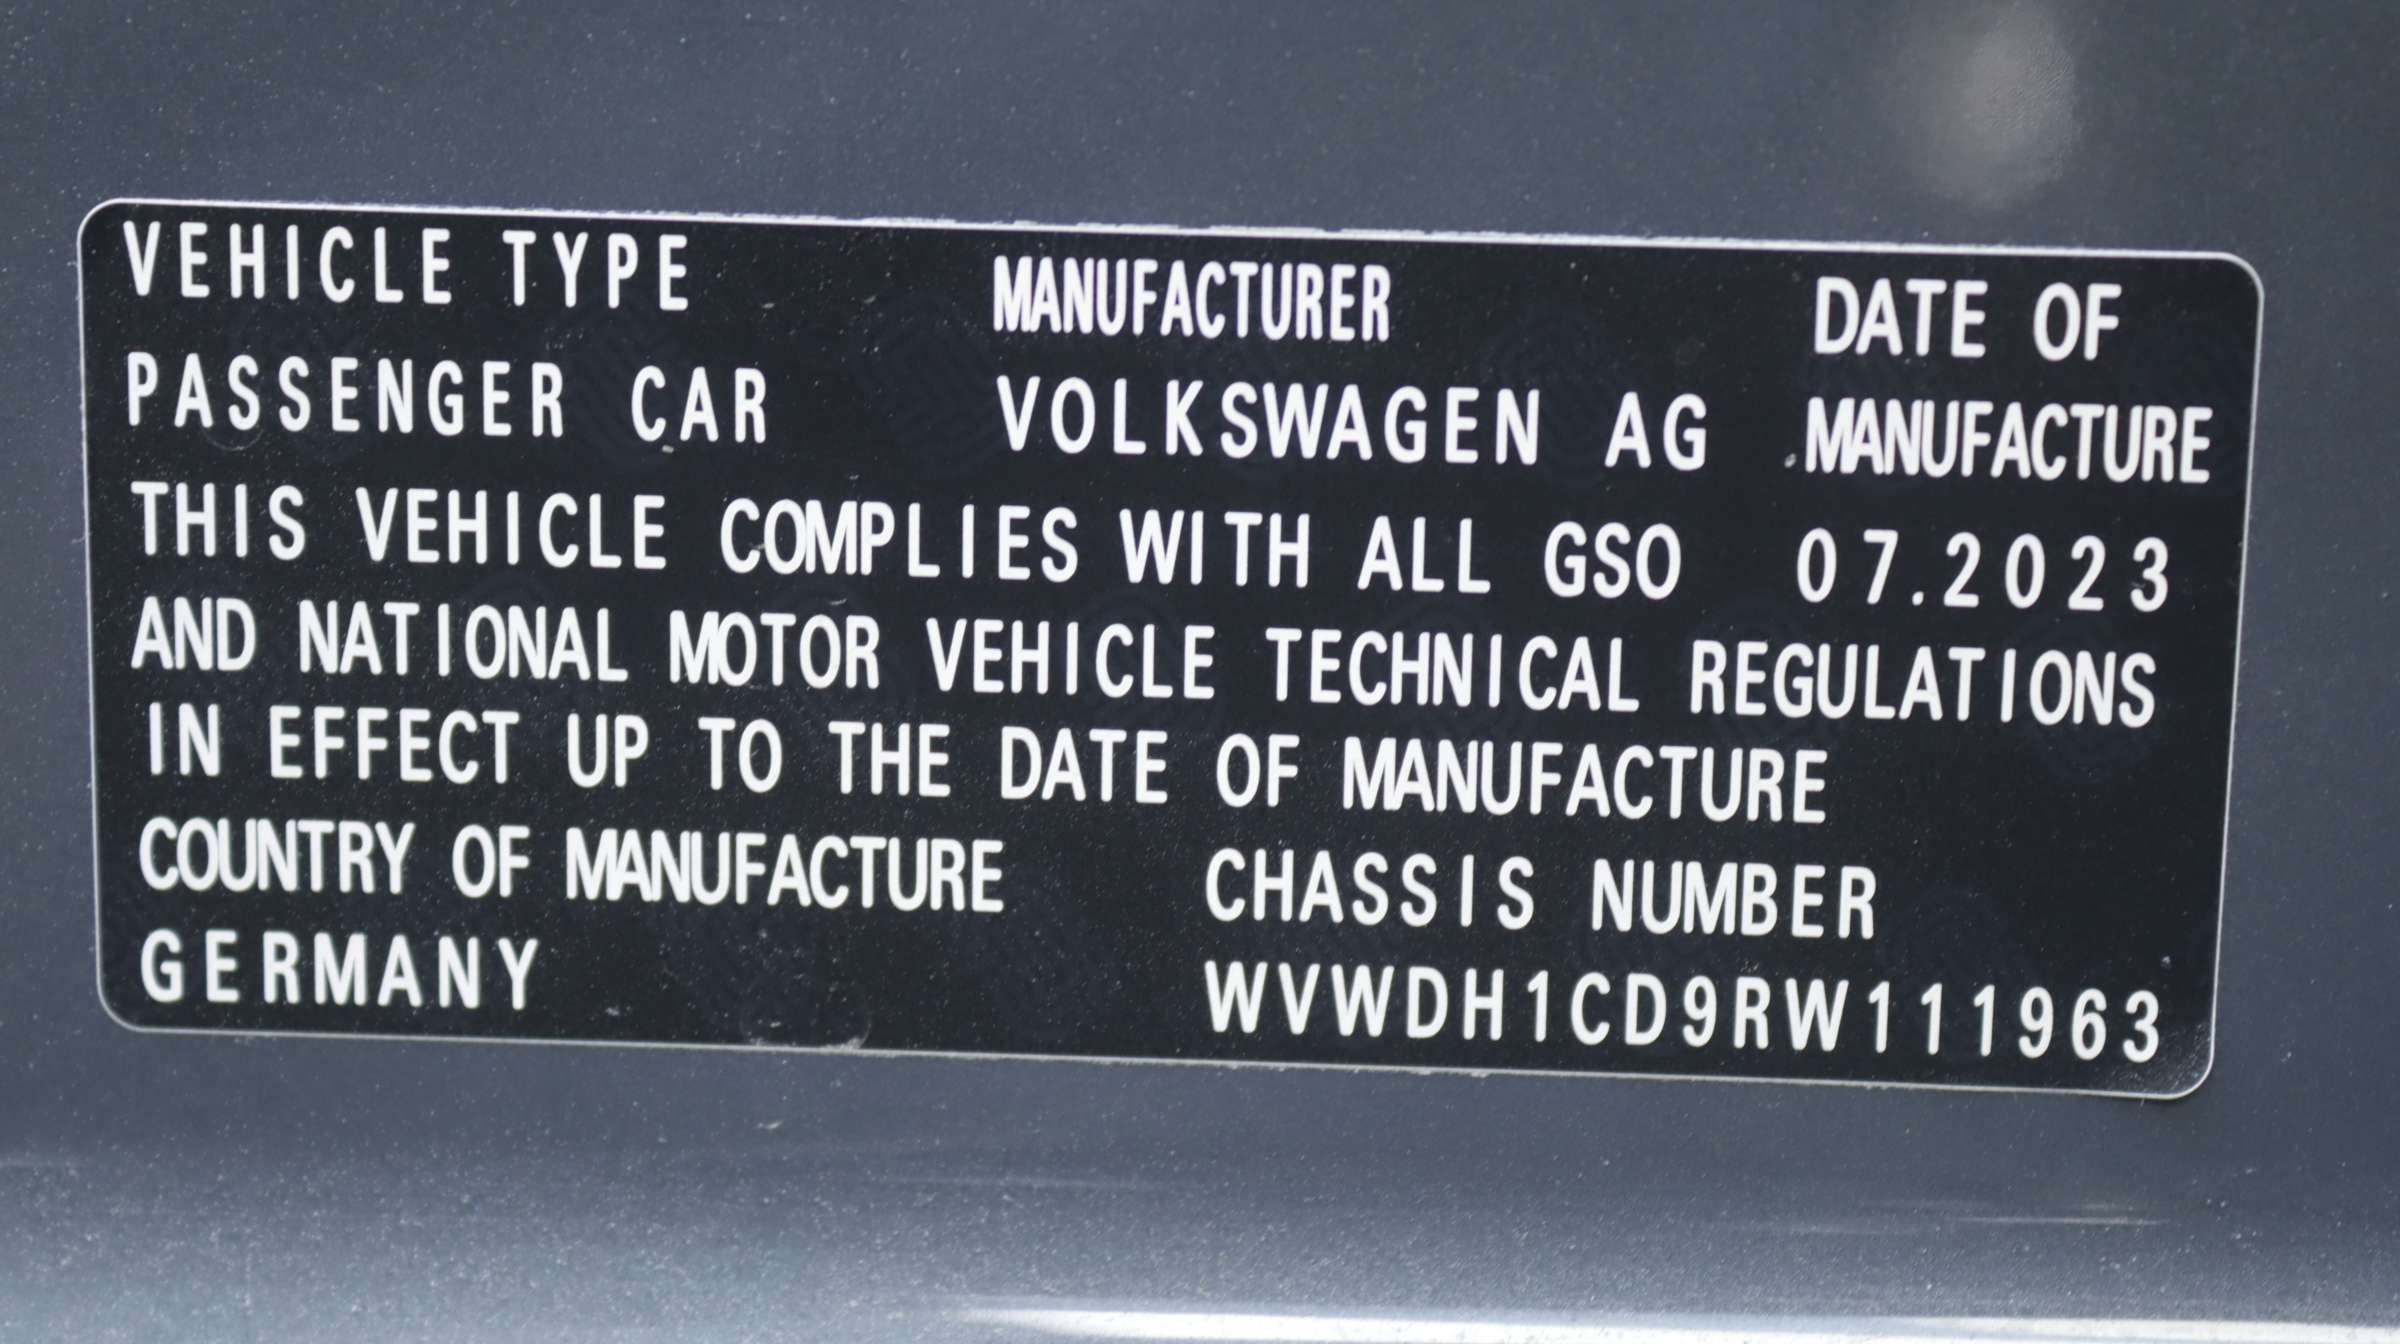 VEHICLE TYPE MANUFACTURER DATE OF
PASSENGER CAR VOLKSWAGEN AG MANUFACTURE
THIS VEHICLE COMPLIES WITH ALL GSO 07.2023
AND NATIONAL MOTOR VEHICLE TECHNICAL REGULATIONS
IN EFFECT UP TO THE DATE OF MANUFACTURE
COUNTRY OF MANUFACTURE CHASSIS NUMBER
GERMANY WVWDH1CD9RW111963